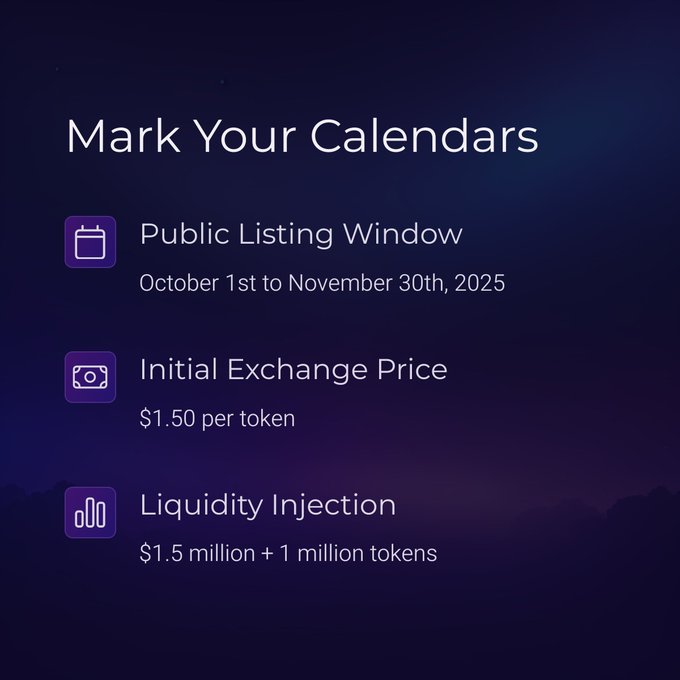 Mark Your Calendars
Public Listing Window
October 1st to November 30th, 2025
Initial Exchange Price
$1.50 per token
Liquidity Injection
$1.5 million + 1 million tokens